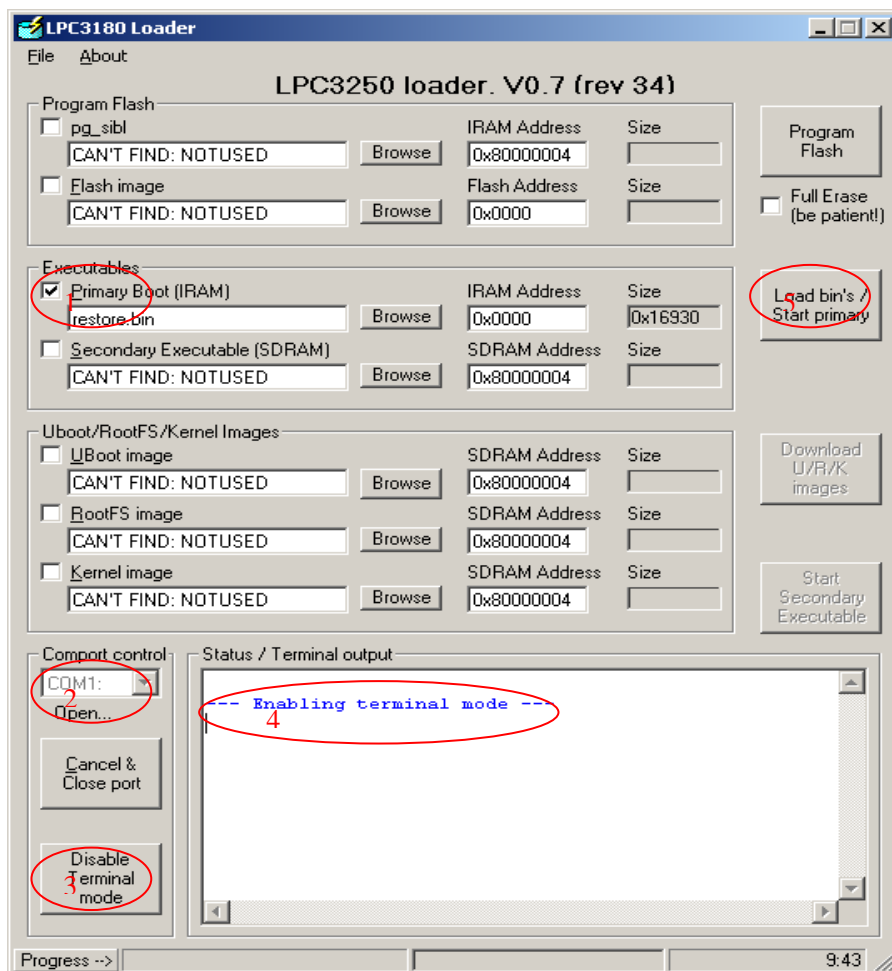 LPC3180 Loader
File About
LPC3250 loader. V0.7 (rev 34)
Program Flash
pg_sibl IRAM Address Size
CAN'T FIND: NOTUSED Browse 0x80000004
Program
Flash
Flash image Flash Address Size
CAN'T FIND: NOTUSED Browse 0x0000
Full Erase
(be patient!)
Executables
1
Primary Boot (IRAM) IRAM Address Size
restore.bin Browse 0x0000 0x16930
5
Load bin's /
Start primary
Secondary Executable (SDRAM) SDRAM Address Size
CAN'T FIND: NOTUSED Browse 0x80000004
Uboot/RootFS/Kernel Images
UBoot image SDRAM Address Size
CAN'T FIND: NOTUSED Browse 0x80000004
Download
U/R/K
images
RootFS image SDRAM Address Size
CAN'T FIND: NOTUSED Browse 0x80000004
Kernel image SDRAM Address Size
CAN'T FIND: NOTUSED Browse 0x80000004
Start
Secondary
Executable
Comport control
COM1:
2
Open...
Cancel &
Close port
Disable
Terminal
mode
3
Status / Terminal output
--- Enabling terminal mode ---
4
Progress --> 9:43